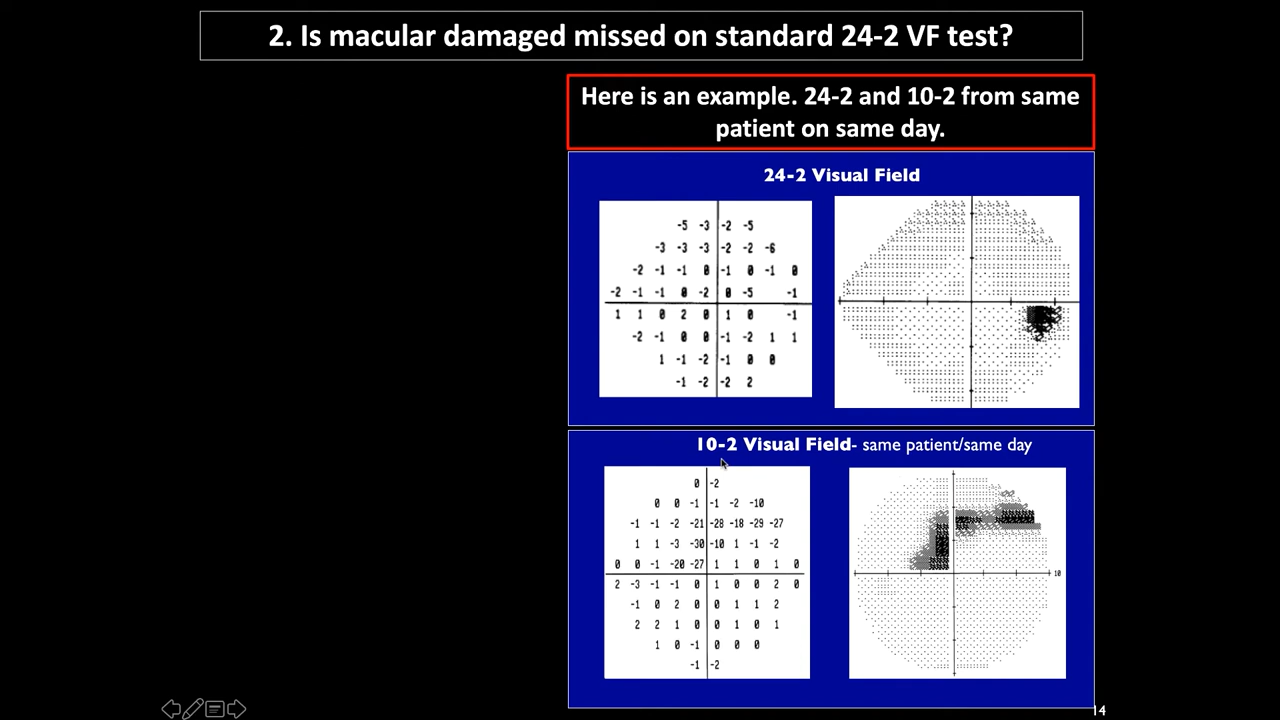 2. Is macular damaged missed on standard 24-2 VF test?
Here is an example. 24-2 and 10-2 from same
patient on same day.
24-2 Visual Field
-5 -3 -2 -5
-3 -3 -3 -2 -2 -6
-2 -1 -1 0 -1 0 -1 0
-2 -1 -1 0 -2 0 -5 -1
1 1 0 2 0 1 0 -1
-2 -1 0 0 -1 -2 1 1
1 -1 -2 -1 0 0
-1 -2 -2 2
10-2 Visual Field- same patient/same day
0 -2
0 0 -1 -1 -2 -10
-1 -1 -2 -21 -28 -18 -29 -27
1 1 -3 -30 -10 1 -1 -2
0 0 -1 -20 -27 1 1 0 1 0
2 -3 -1 -1 0 1 0 0 2 0
-1 0 2 0 0 1 1 2
2 2 1 0 0 1 0 1
1 0 -1 0 0 0
-1 -2
10
14